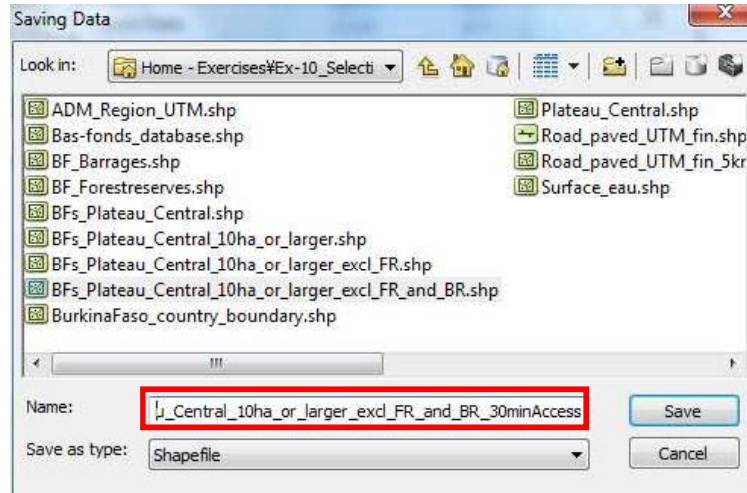 Saving Data
Look in: Home - Exercises¥Ex-10_Selecti
ADM_Region_UTM.shp
Bas-fonds_database.shp
BF_Barrages.shp
BF_Forestreserves.shp
BFs_Plateau_Central.shp
BFs_Plateau_Central_10ha_or_larger.shp
BFs_Plateau_Central_10ha_or_larger_excl_FR.shp
BFs_Plateau_Central_10ha_or_larger_excl_FR_and_BR.shp
BurkinaFaso_country_boundary.shp
Plateau_Central.shp
Road_paved_UTM_fin.shp
Road_paved_UTM_fin_5kr
Surface_eau.shp
Name: u_Central_10ha_or_larger_excl_FR_and_BR_30minAccess
Save
Save as type: Shapefile
Cancel